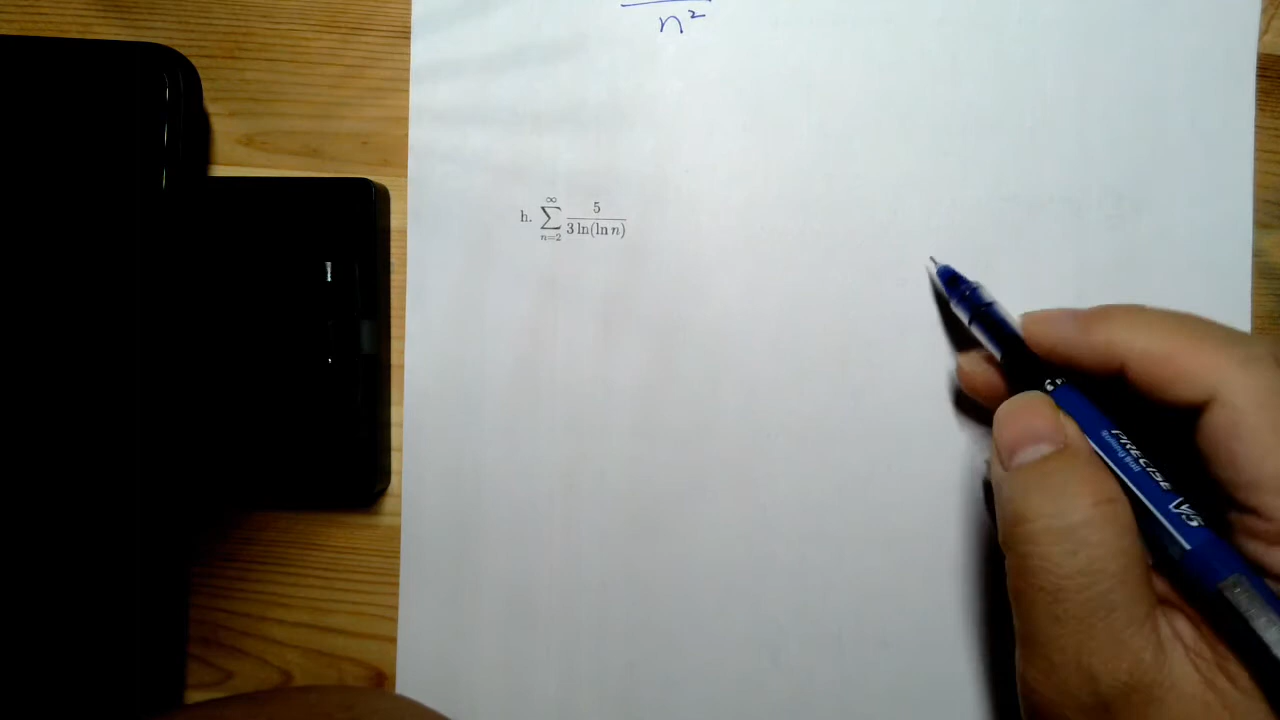 n²
h. ∑_{n=2}^{∞} 5/(3 ln(ln n))
PRECISE V5